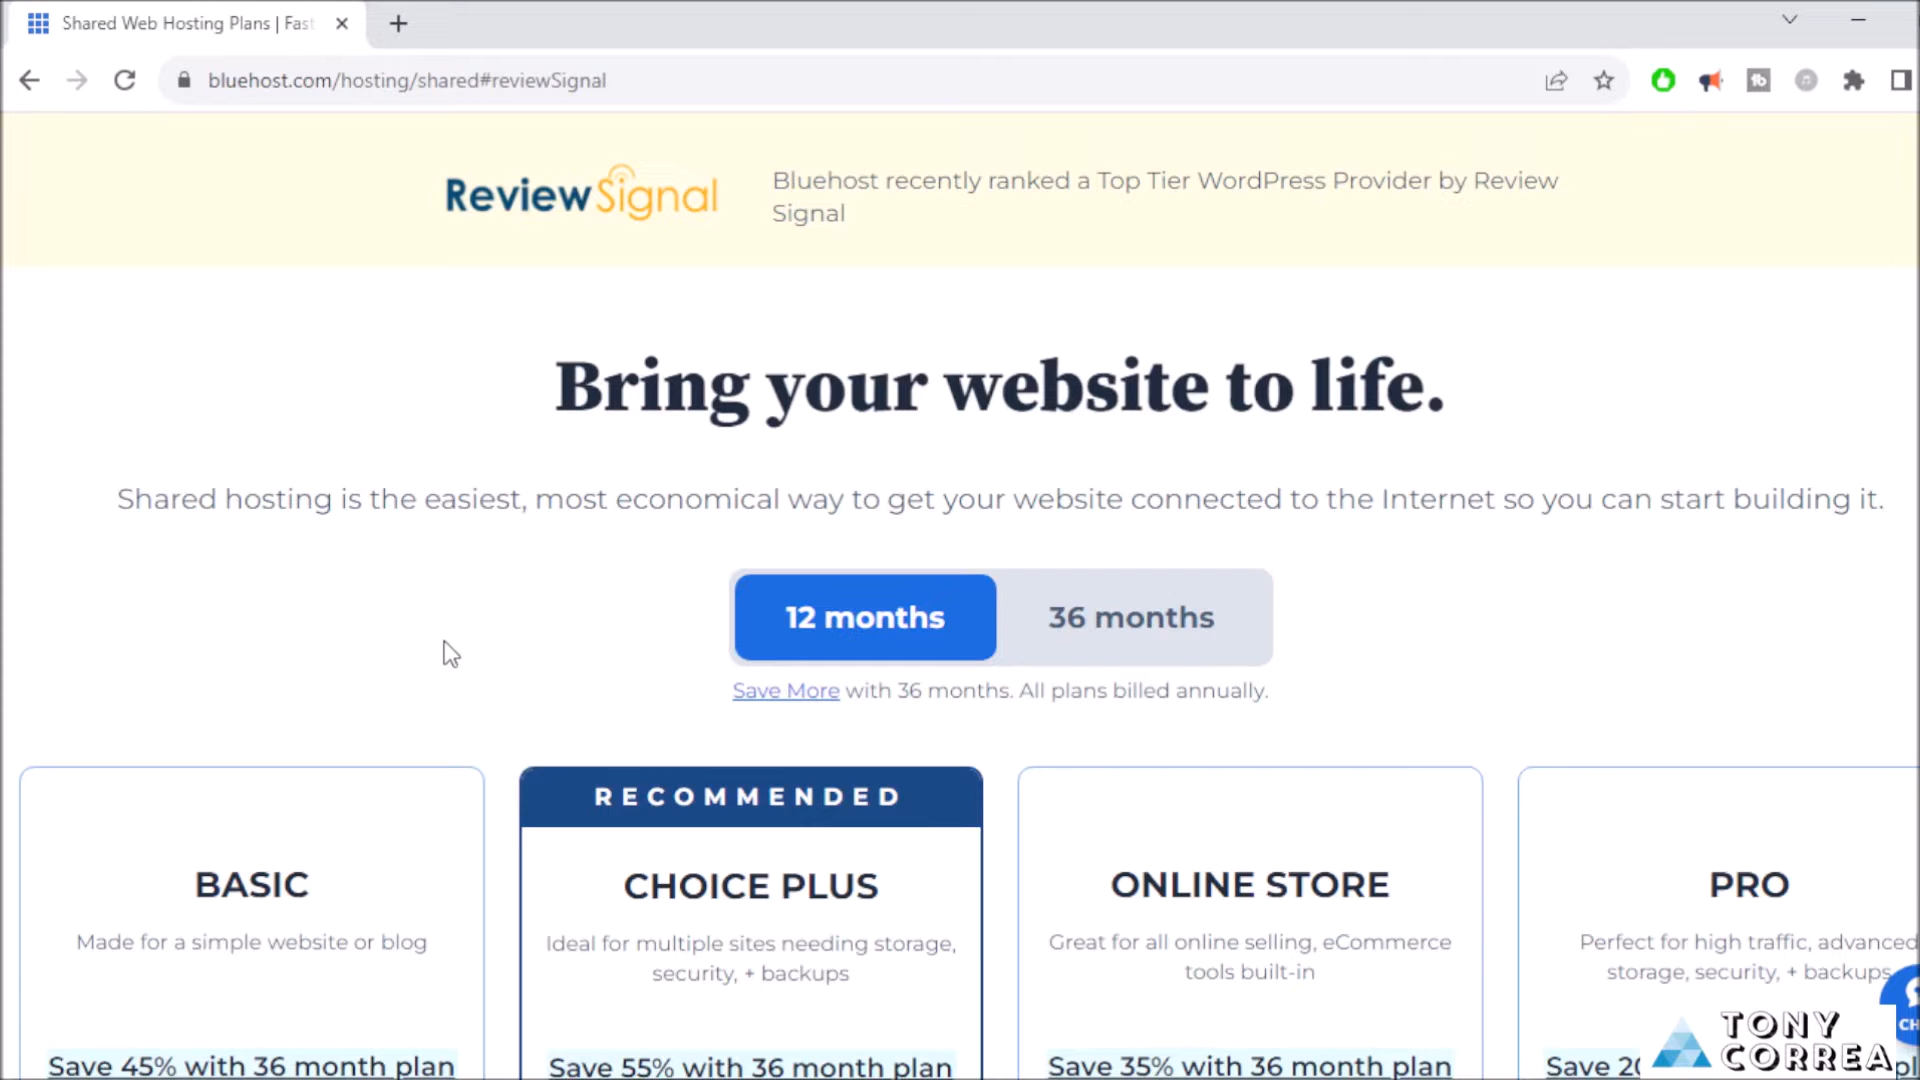 Shared Web Hosting Plans | Fast
bluehost.com/hosting/shared#reviewSignal
ReviewSignal
Bluehost recently ranked a Top Tier WordPress Provider by Review
Signal
Bring your website to life.
Shared hosting is the easiest, most economical way to get your website connected to the Internet so you can start building it.
12 months
36 months
Save More with 36 months. All plans billed annually.
RECOMMENDED
BASIC
Made for a simple website or blog
Save 45% with 36 month plan
CHOICE PLUS
Ideal for multiple sites needing storage,
security, + backups
Save 55% with 36 month plan
ONLINE STORE
Great for all online selling, eCommerce
tools built-in
Save 35% with 36 month plan
PRO
Perfect for high traffic, advanced
storage, security, + backups
Save
TONY
CORREA